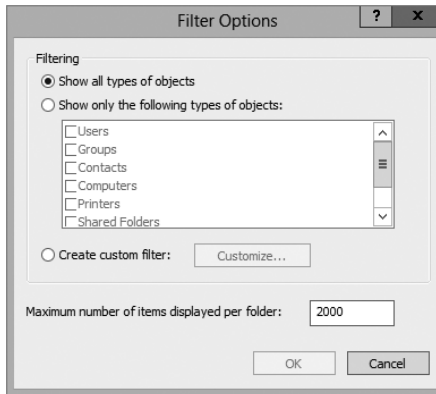 Filter Options
? x
Filtering
Show all types of objects
Show only the following types of objects:
Users
Groups
Contacts
Computers
Printers
Shared Folders
Create custom filter: Customize...
Maximum number of items displayed per folder: 2000
OK Cancel